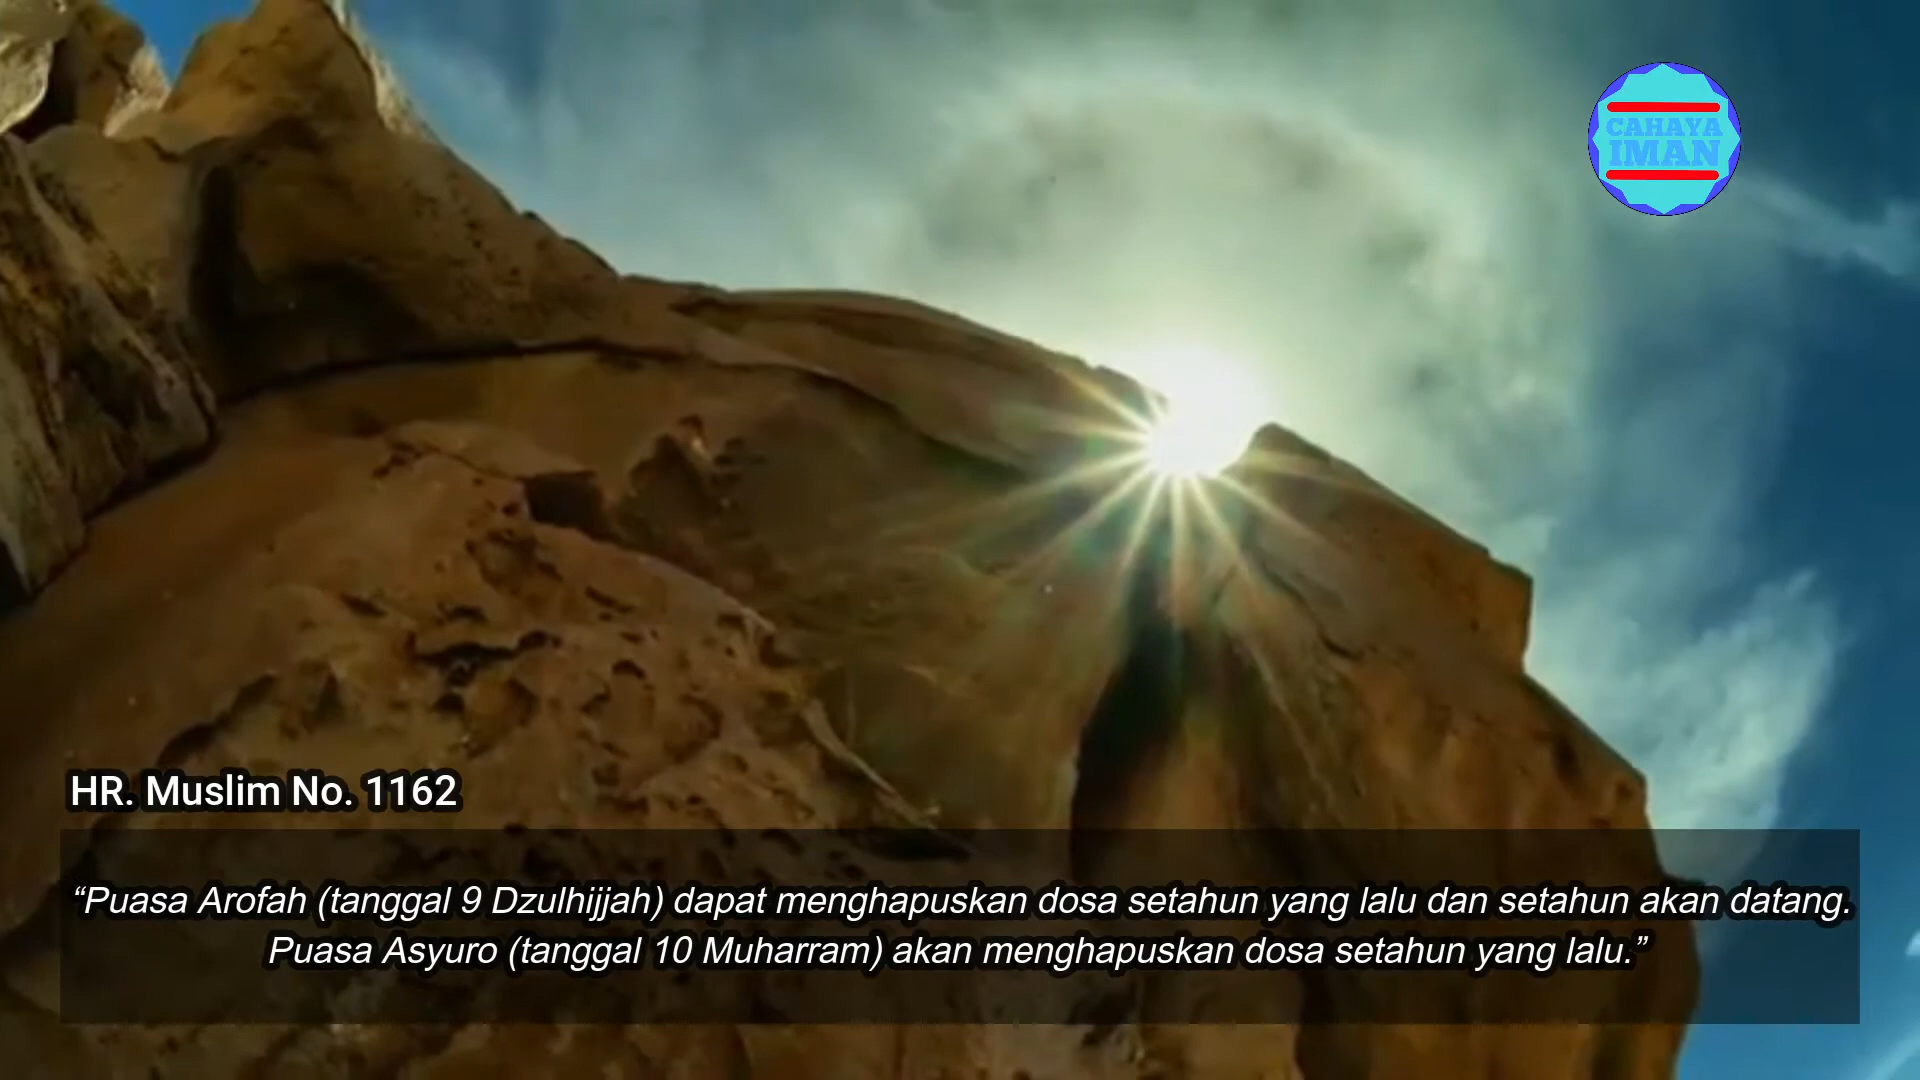 CAHAYA
IMAN
HR. Muslim No. 1162
“Puasa Arofah (tanggal 9 Dzulhijjah) dapat menghapuskan dosa setahun yang lalu dan setahun akan datang.
Puasa Asyuro (tanggal 10 Muharram) akan menghapuskan dosa setahun yang lalu.”